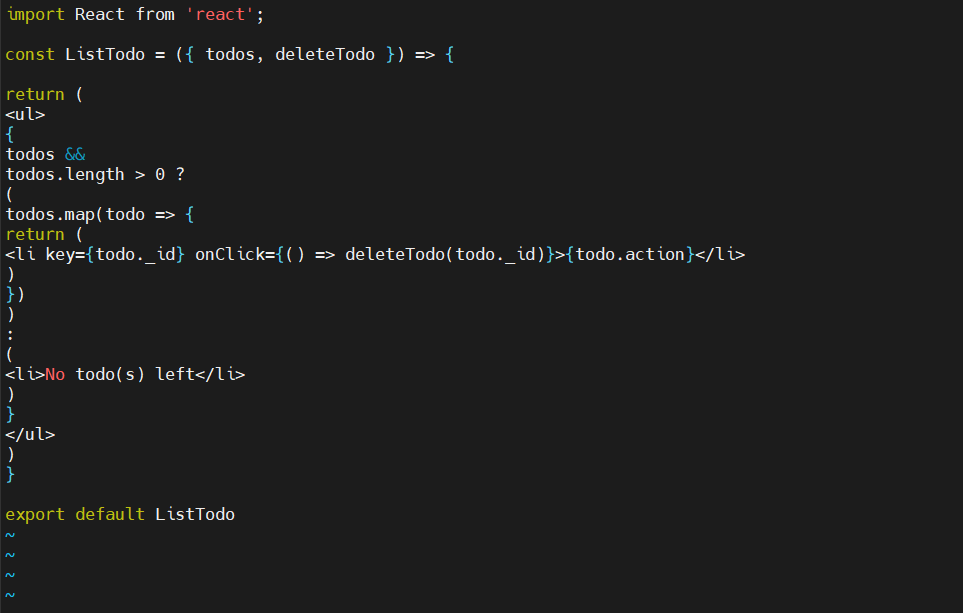 import React from 'react';
const ListTodo = ({ todos, deleteTodo }) => {
return (
<ul>
{
todos &&
todos.length > 0 ?
(
todos.map(todo => {
return (
<li key={todo._id} onClick={() => deleteTodo(todo._id)}>{todo.action}</li>
)
})
)
:
(
<li>No todo(s) left</li>
)
}
</ul>
)
}
export default ListTodo
~
~
~
~